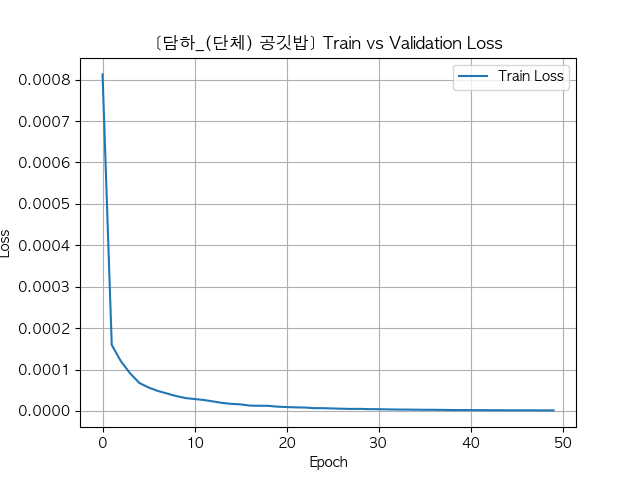 [담하_(단체) 공깃밥] Train vs Validation Loss
Train Loss
0.0008
0.0007
0.0006
0.0005
0.0004
0.0003
0.0002
0.0001
0.0000
Loss
0 10 20 30 40 50
Epoch